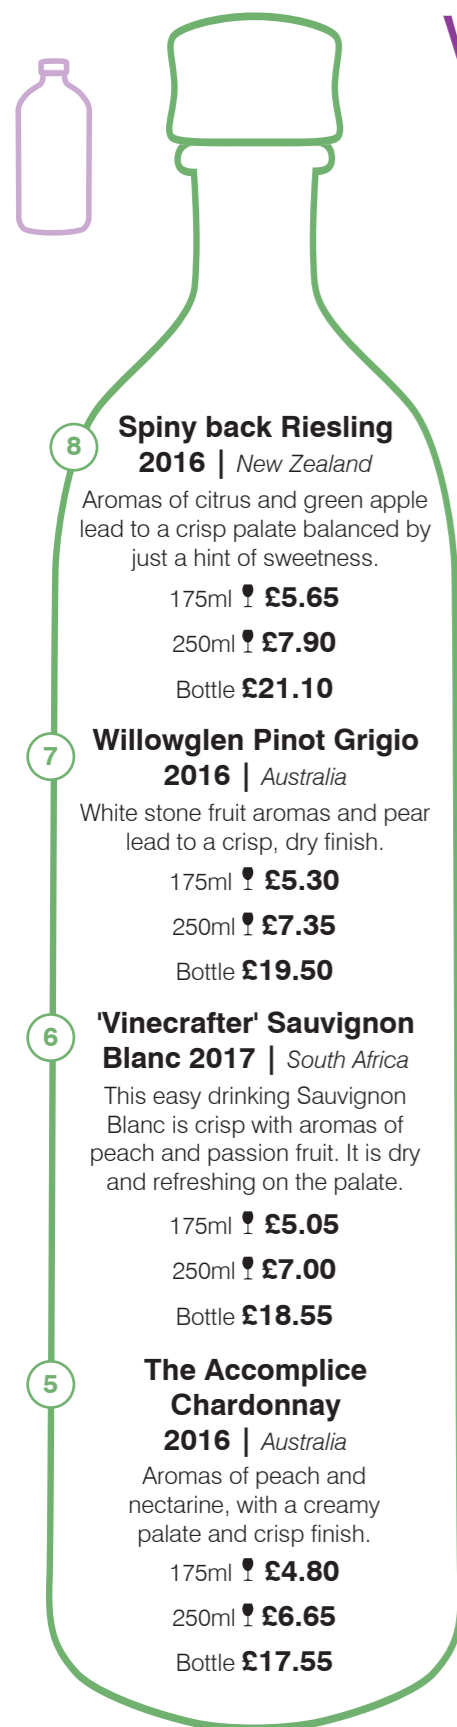 8
Spiny back Riesling
2016 | New Zealand
Aromas of citrus and green apple
lead to a crisp palate balanced by
just a hint of sweetness.
175ml £5.65
250ml £7.90
Bottle £21.10
7
Willowglen Pinot Grigio
2016 | Australia
White stone fruit aromas and pear
lead to a crisp, dry finish.
175ml £5.30
250ml £7.35
Bottle £19.50
6
'Vinecrafter' Sauvignon
Blanc 2017 | South Africa
This easy drinking Sauvignon
Blanc is crisp with aromas of
peach and passion fruit. It is dry
and refreshing on the palate.
175ml £5.05
250ml £7.00
Bottle £18.55
5
The Accomplice
Chardonnay
2016 | Australia
Aromas of peach and
nectarine, with a creamy
palate and crisp finish.
175ml £4.80
250ml £6.65
Bottle £17.55